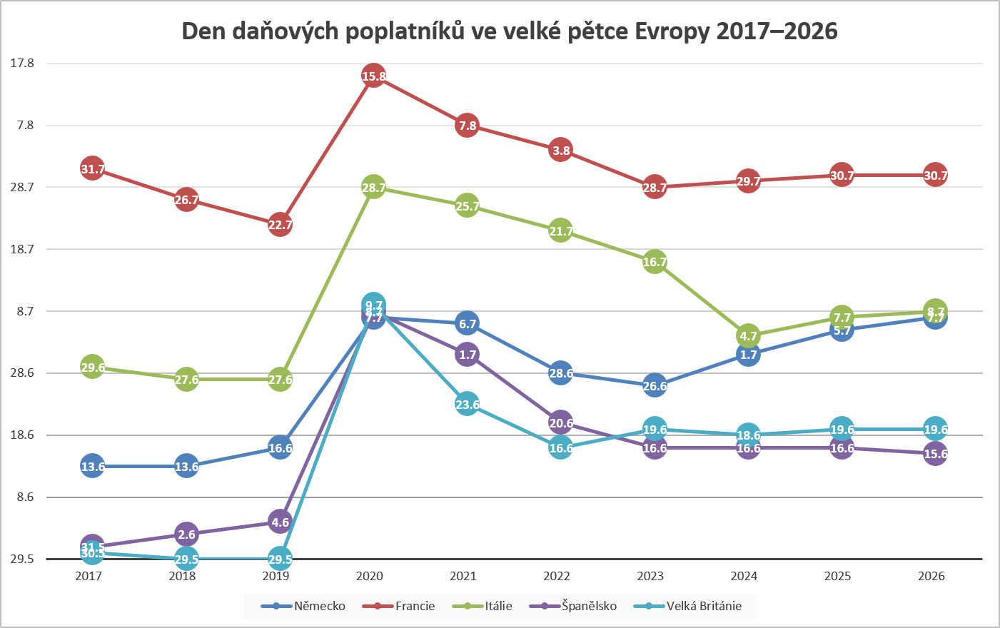 Den daňových poplatníků ve velké pětce Evropy 2017–2026
17.8
7.8
28.7
18.7
8.7
28.6
18.6
8.6
29.5
31.7 26.7 22.7 15.8 7.8 3.8 28.7 29.7 30.7 30.7
29.6 27.6 27.6 28.7 25.7 21.7 16.7 4.7 7.7 8.7
13.6 13.6 16.6 7.7 6.7 28.6 26.6 1.7 5.7 7.7
31.5 2.6 4.6 8.7 1.7 20.6 16.6 16.6 16.6 15.6
30.5 29.5 29.5 9.7 23.6 16.6 19.6 18.6 19.6 19.6
2017 2018 2019 2020 2021 2022 2023 2024 2025 2026
Německo Francie Itálie Španělsko Velká Británie